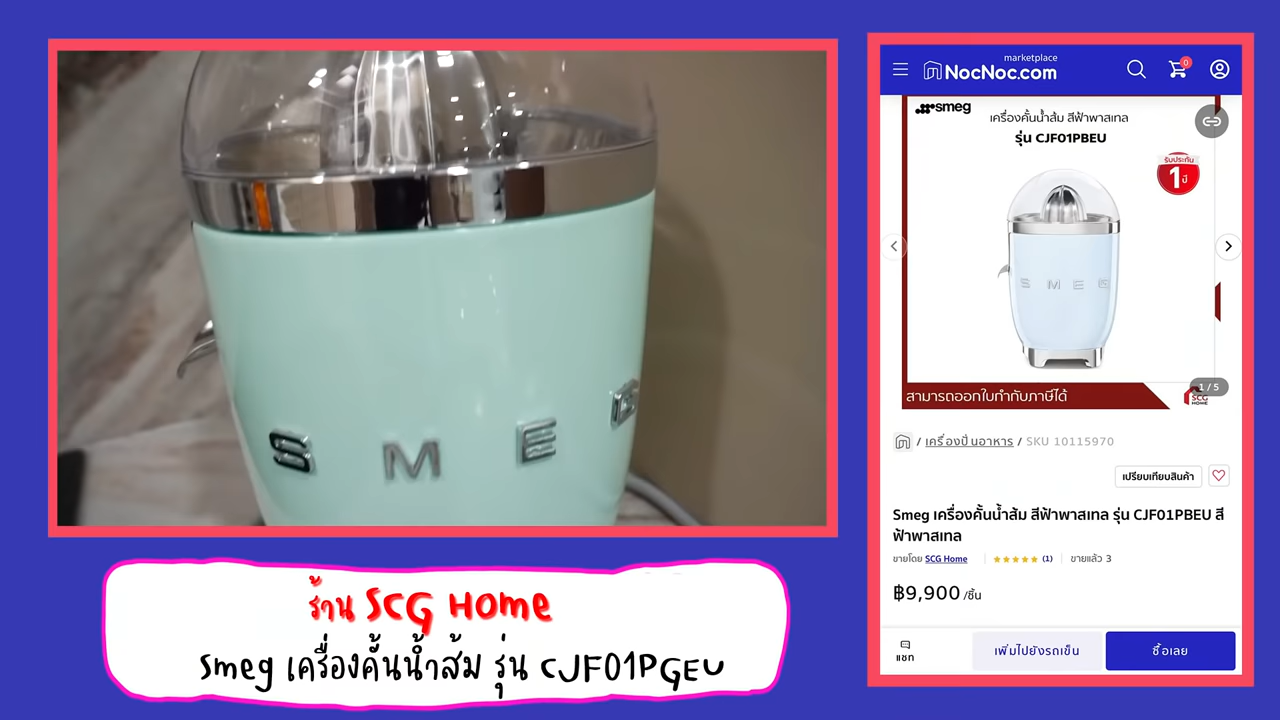 SMEG
ร้าน SCG Home
Smeg เครื่องคั้นน้ำส้ม รุ่น CJF01PGEU
marketplace
NocNoc.com
0
smeg
เครื่องคั้นน้ำส้ม สีฟ้าพาสเทล
รุ่น CJF01PBEU
รับประกัน
1 ปี
SMEG
สามารถออกใบกำกับภาษีได้
1 / 5
SCG
HOME
/ เครื่องปั่นอาหาร / SKU 10115970
เปรียบเทียบสินค้า
Smeg เครื่องคั้นน้ำส้ม สีฟ้าพาสเทล รุ่น CJF01PBEU สี
ฟ้าพาสเทล
ขายโดย SCG Home (1) ขายแล้ว 3
฿9,900 /ชิ้น
แชท เพิ่มไปยังรถเข็น ซื้อเลย